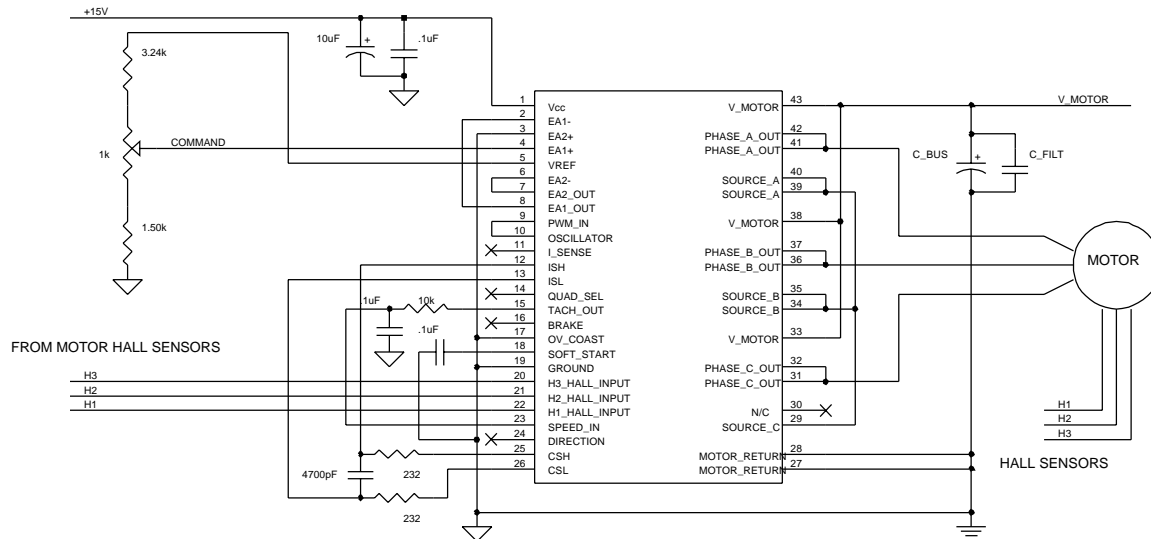 +15V
3.24k
10uF
+
.1uF
COMMAND
1k
1.50k
1 Vcc
2 EA1-
3 EA2+
4 EA1+
5 VREF
6 EA2-
7 EA2_OUT
8 EA1_OUT
9 PWM_IN
10 OSCILLATOR
11 I_SENSE
12 ISH
13 ISL
14 QUAD_SEL
15 TACH_OUT
16 BRAKE
17 OV_COAST
18 SOFT_START
19 GROUND
20 H3_HALL_INPUT
21 H2_HALL_INPUT
22 H1_HALL_INPUT
23 SPEED_IN
24 DIRECTION
25 CSH
26 CSL
V_MOTOR 43
PHASE_A_OUT 42
PHASE_A_OUT 41
SOURCE_A 40
SOURCE_A 39
V_MOTOR 38
PHASE_B_OUT 37
PHASE_B_OUT 36
SOURCE_B 35
SOURCE_B 34
V_MOTOR 33
PHASE_C_OUT 32
PHASE_C_OUT 31
N/C 30
SOURCE_C 29
MOTOR_RETURN 28
MOTOR_RETURN 27
V_MOTOR
C_BUS
+
C_FILT
MOTOR
.1uF
10k
.1uF
FROM MOTOR HALL SENSORS
H3
H2
H1
4700pF
232
232
H1
H2
H3
HALL SENSORS